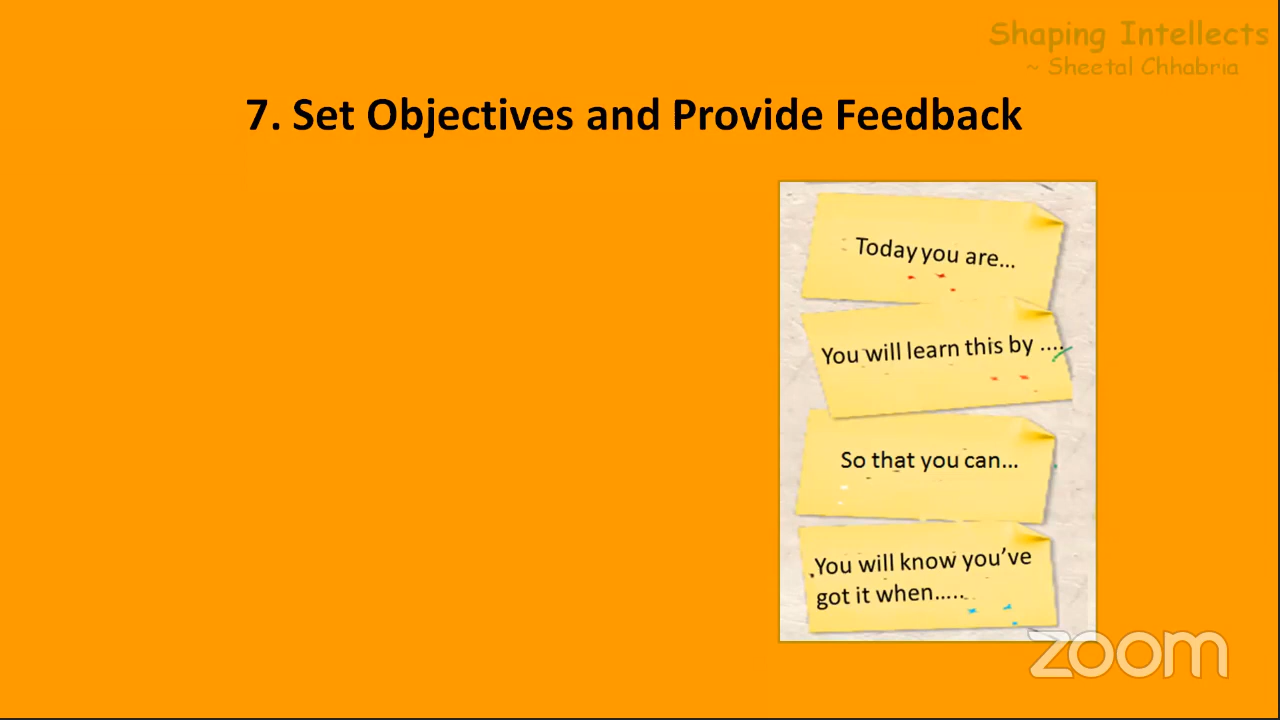 Shaping Intellects
~ Sheetal Chhabria
7. Set Objectives and Provide Feedback
Today you are...
You will learn this by ....
So that you can...
You will know you've
got it when.....
zoom